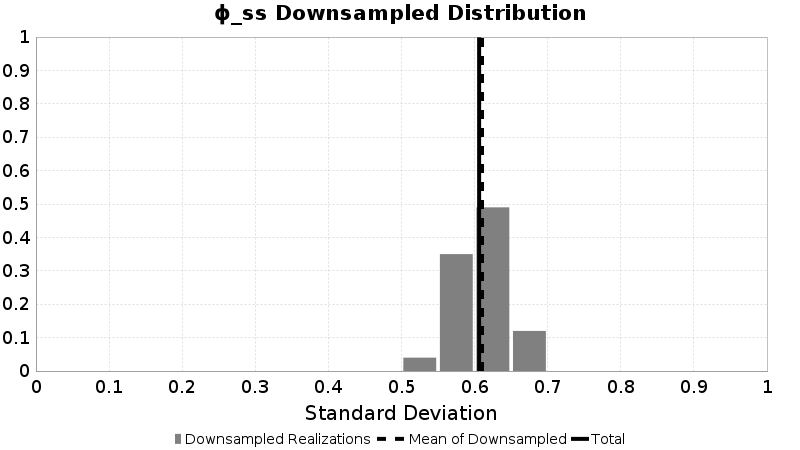 ϕ_ss Downsampled Distribution
1
0.9
0.8
0.7
0.6
0.5
0.4
0.3
0.2
0.1
0
0 0.1 0.2 0.3 0.4 0.5 0.6 0.7 0.8 0.9 1
Standard Deviation
Downsampled Realizations Mean of Downsampled Total